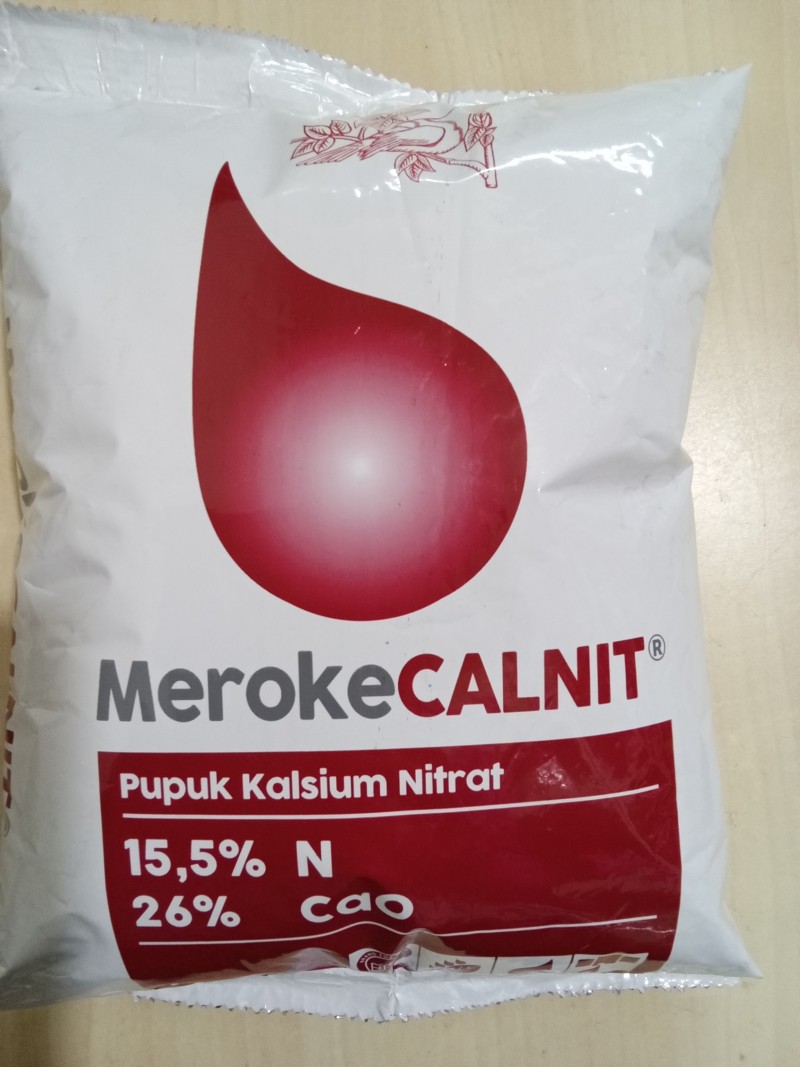 MerokeCALNIT®
Pupuk Kalsium Nitrat
15,5% N
26% cao